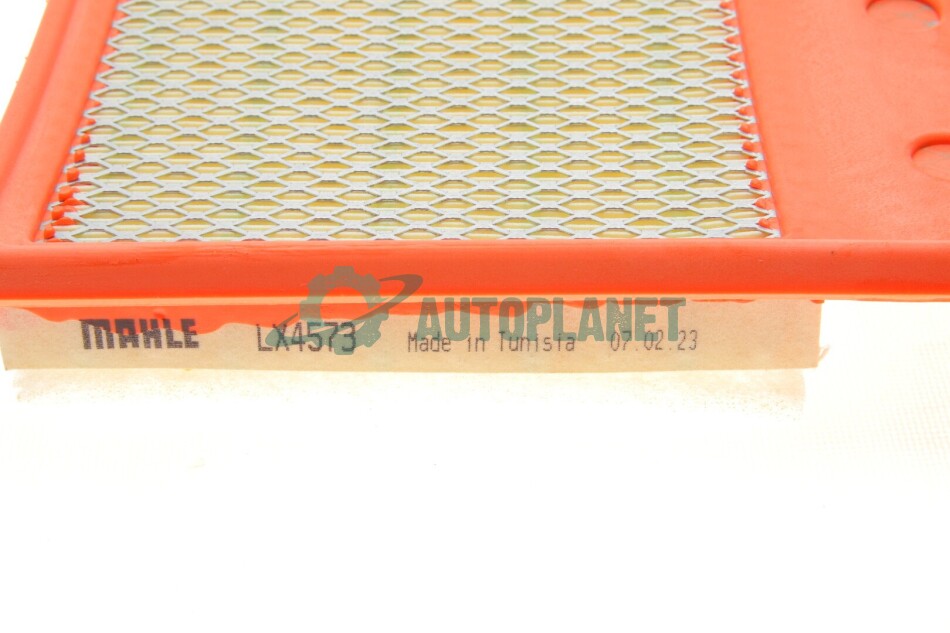 AUTOPLANET
MAHLE LX4573 Made in Tunisia 07.02.23